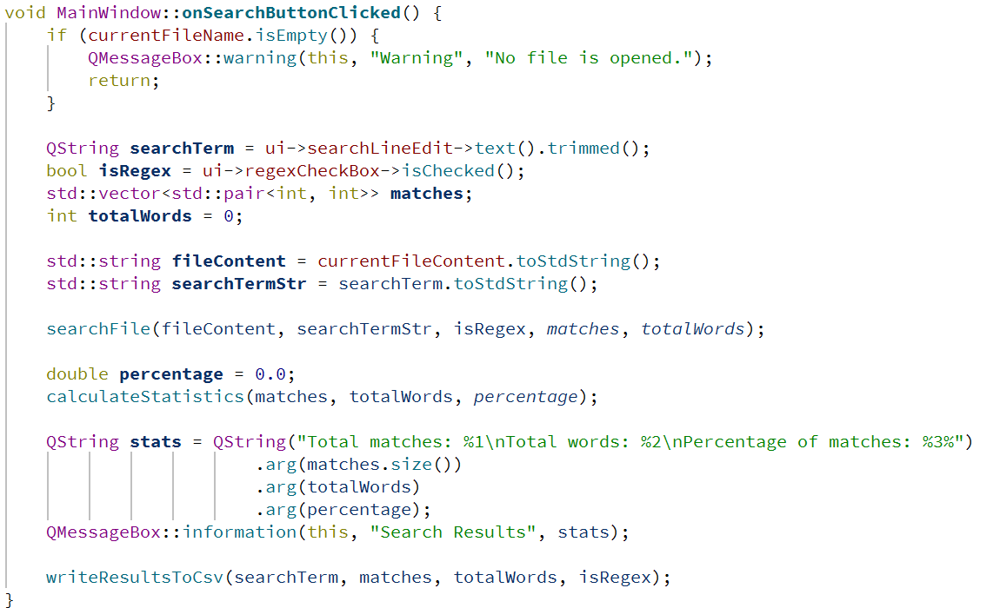 void MainWindow::onSearchButtonClicked() {
    if (currentFileName.isEmpty()) {
        QMessageBox::warning(this, "Warning", "No file is opened.");
        return;
    }

    QString searchTerm = ui->searchLineEdit->text().trimmed();
    bool isRegex = ui->regexCheckBox->isChecked();
    std::vector<std::pair<int, int>> matches;
    int totalWords = 0;

    std::string fileContent = currentFileContent.toStdString();
    std::string searchTermStr = searchTerm.toStdString();

    searchFile(fileContent, searchTermStr, isRegex, matches, totalWords);

    double percentage = 0.0;
    calculateStatistics(matches, totalWords, percentage);

    QString stats = QString("Total matches: %1\nTotal words: %2\nPercentage of matches: %3%")
                        .arg(matches.size())
                        .arg(totalWords)
                        .arg(percentage);
    QMessageBox::information(this, "Search Results", stats);

    writeResultsToCsv(searchTerm, matches, totalWords, isRegex);
}